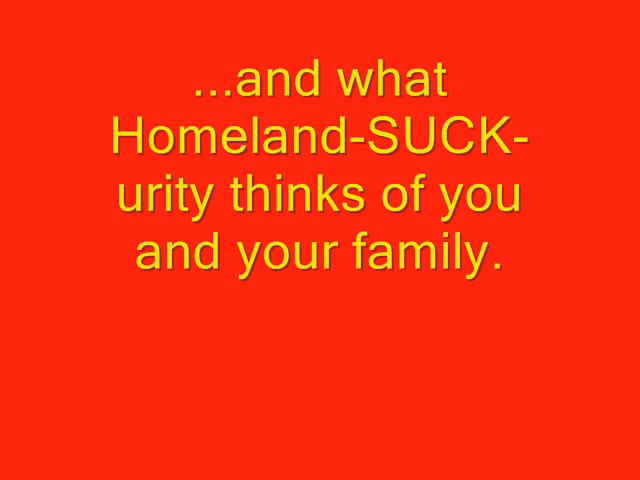 ...and what
Homeland-SUCK-
urity thinks of you
and your family.